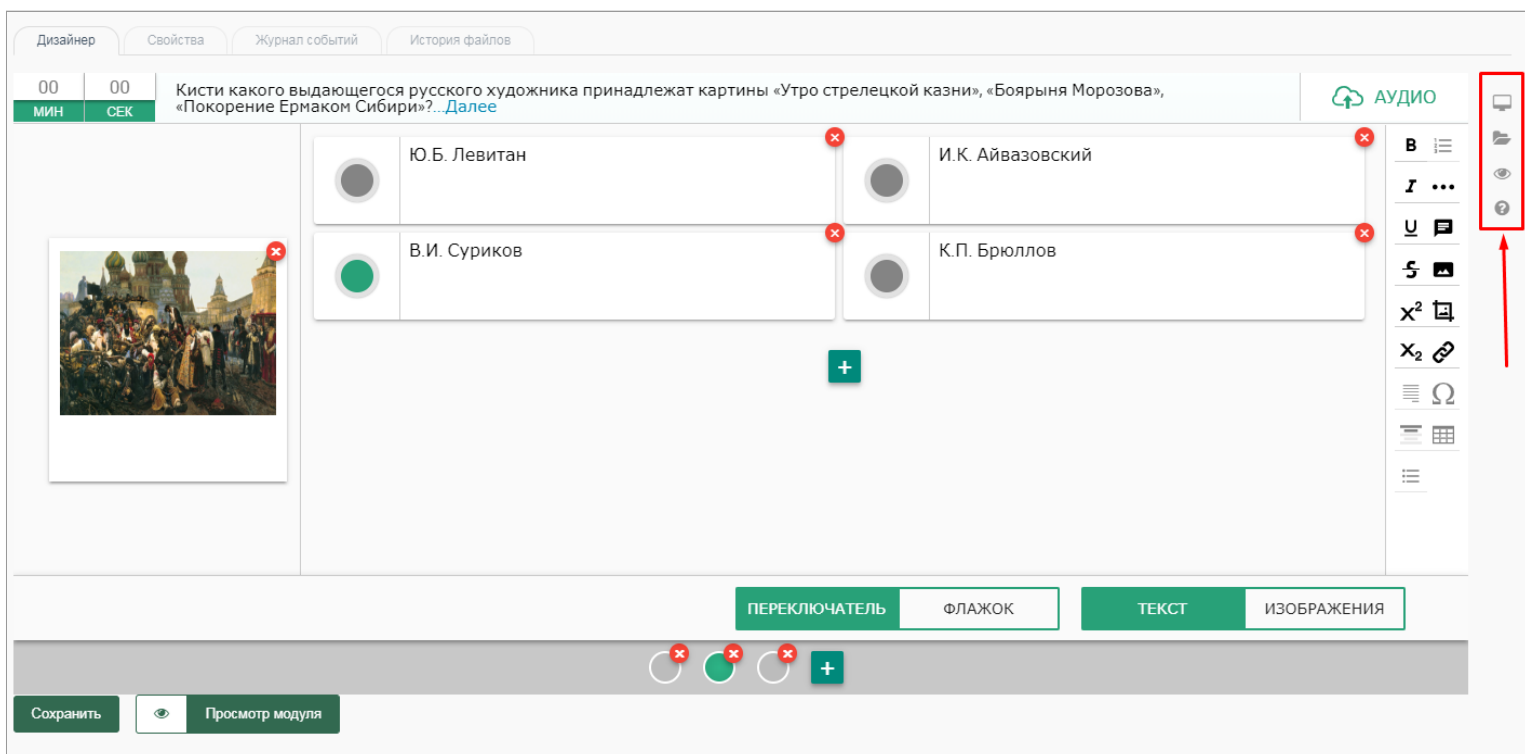 Дизайнер
Свойства
Журнал событий
История файлов
00
00
МИН
СЕК
Кисти какого выдающегося русского художника принадлежат картины «Утро стрелецкой казни», «Боярыня Морозова»,
«Покорение Ермаком Сибири»?...Далее
АУДИО
Ю.Б. Левитан
И.К. Айвазовский
В.И. Суриков
К.П. Брюллов
ПЕРЕКЛЮЧАТЕЛЬ
ФЛАЖОК
ТЕКСТ
ИЗОБРАЖЕНИЯ
Сохранить
Просмотр модуля